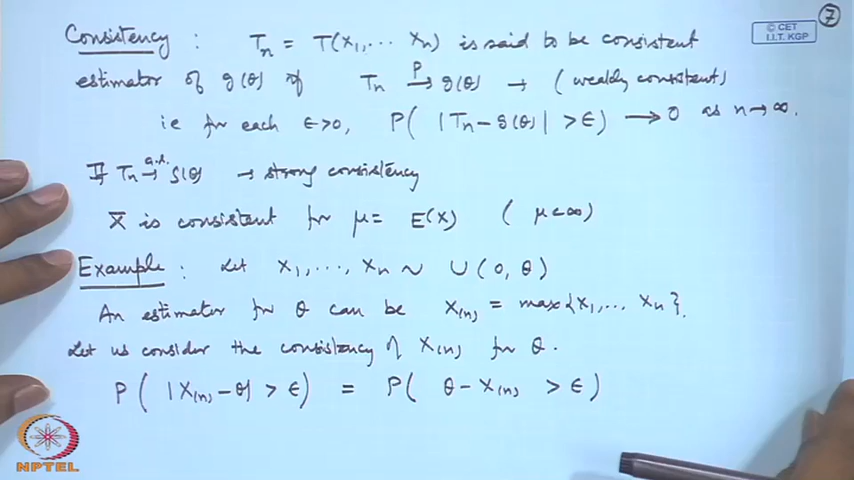 7
© CET
I.I.T. KGP
Consistency : Tn = T(X1, ... Xn) is said to be consistent
estimator of g(θ) if Tn →^P g(θ) → (weakly consistent)
ie for each ϵ>0, P( |Tn - g(θ)| > ϵ) → 0 as n→∞.
If Tn →^a.s. g(θ) → strong consistency
X̄ is consistent for μ = E(X) ( μ<∞)
Example : Let X1, ..., Xn ~ U(0, θ)
An estimator for θ can be X(n) = max{X1, ... Xn}.
Let us consider the consistency of X(n) for θ.
P( |X(n) - θ| > ϵ) = P( θ - X(n) > ϵ)
NPTEL